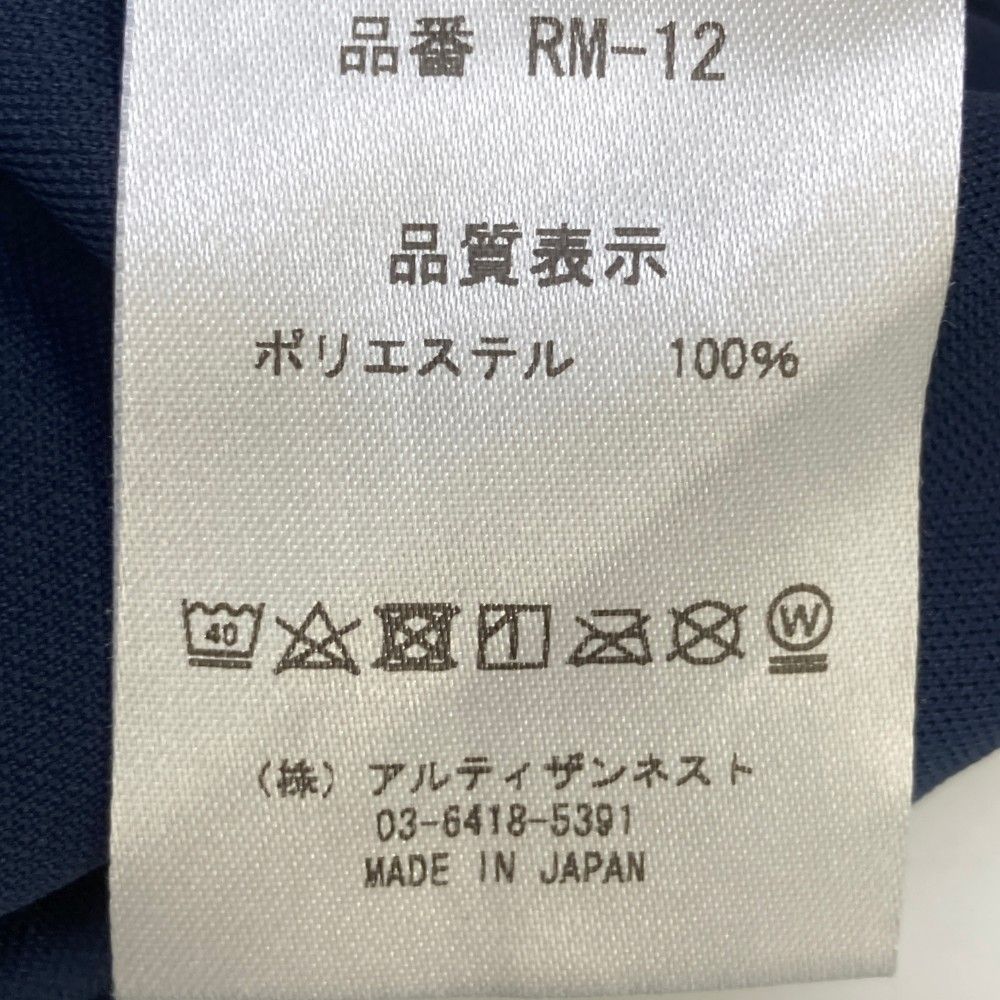 品番 RM-12
品質表示
ポリエステル 100%
40 W
(株) アルティザンネスト
03-6418-5391
MADE IN JAPAN